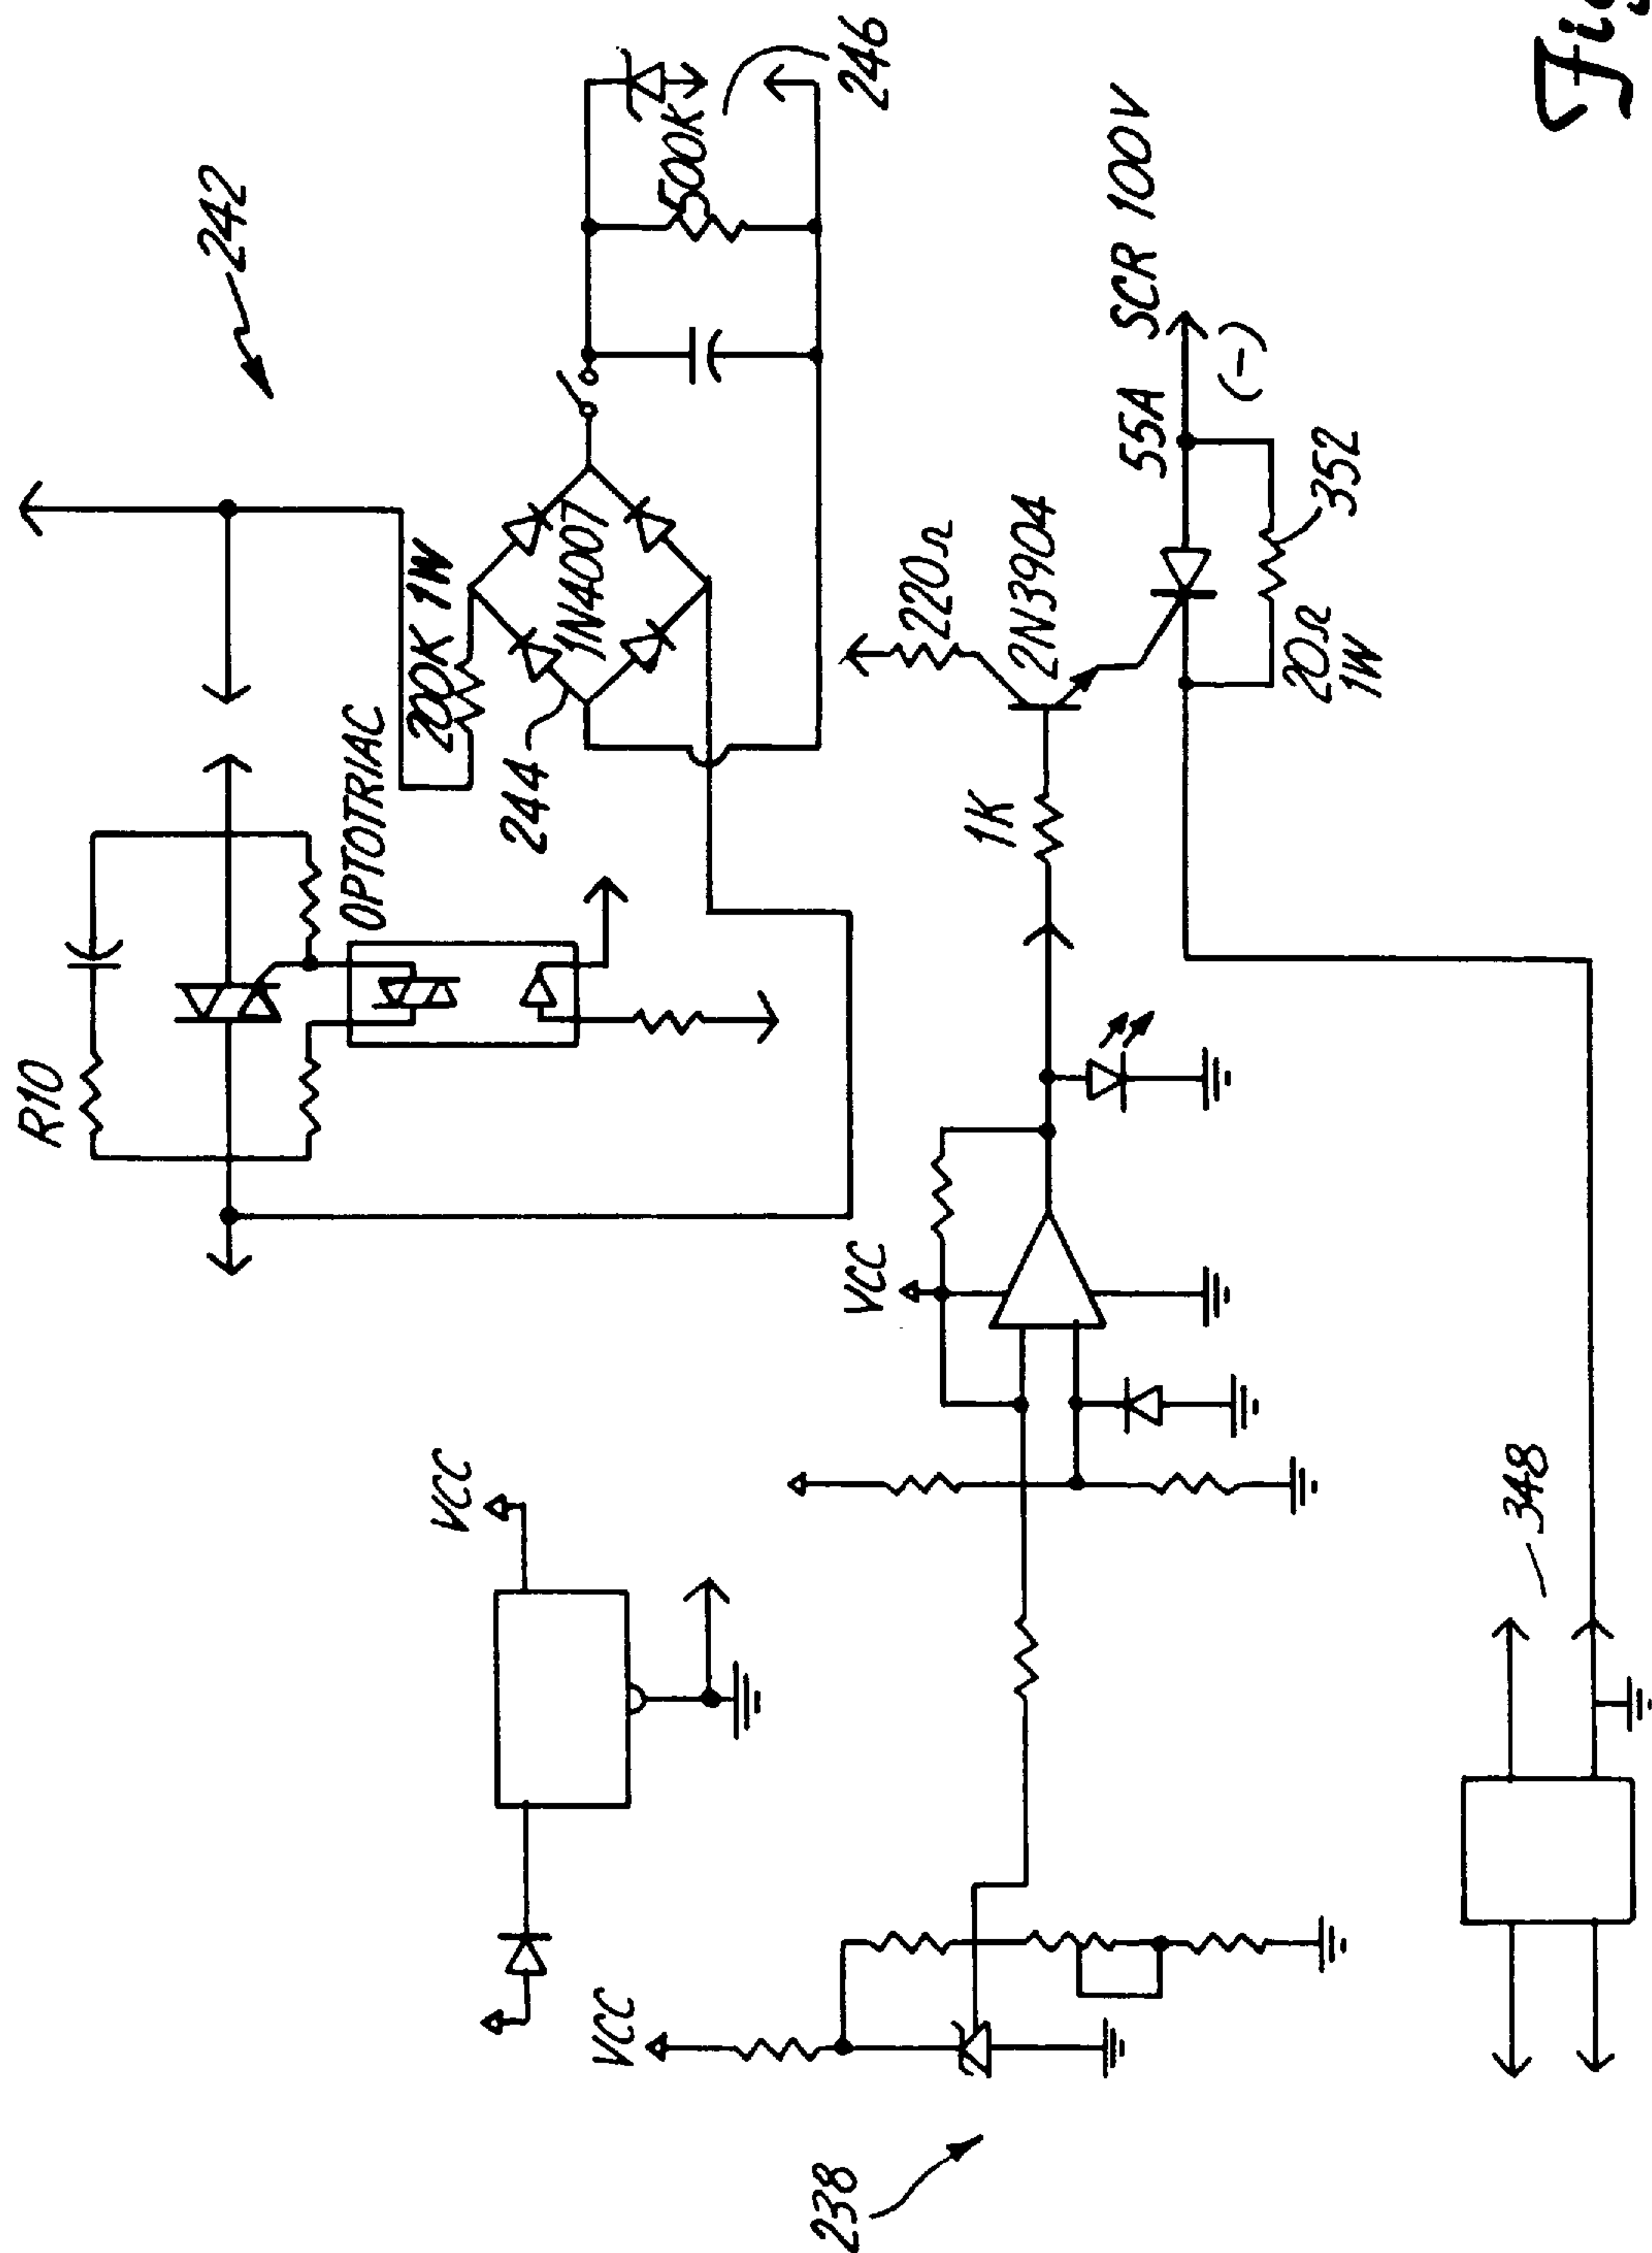 242
R10
OPTOTRIAC
200K 1W
1N4007
244
500K
246
VCC
VCC
VCC
238
1K
220Ω
2N3904
55A SCR 100V
(-)
20Ω
1W
352
348